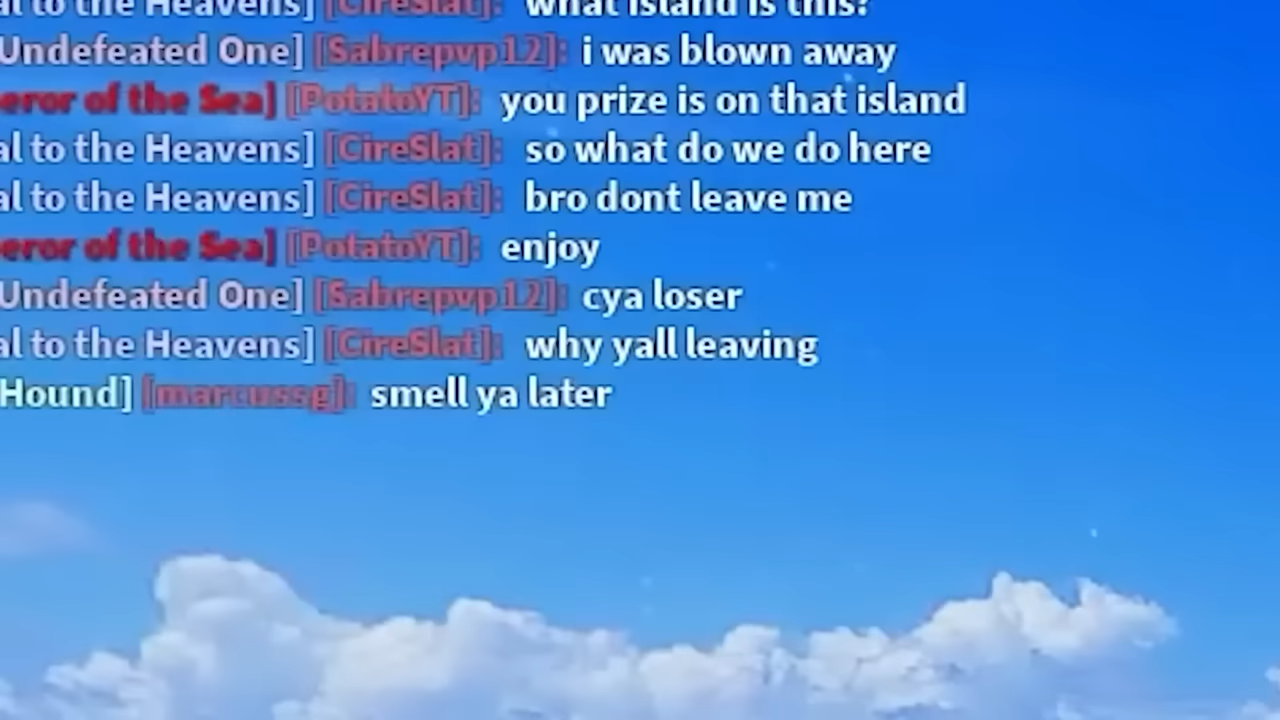 al to the Heavens] [CireSlat]: what island is this?
Undefeated One] [Sabrepvp12]: i was blown away
eror of the Sea] [PotatoYT]: you prize is on that island
al to the Heavens] [CireSlat]: so what do we do here
al to the Heavens] [CireSlat]: bro dont leave me
eror of the Sea] [PotatoYT]: enjoy
Undefeated One] [Sabrepvp12]: cya loser
al to the Heavens] [CireSlat]: why yall leaving
Hound] [marcussg]: smell ya later